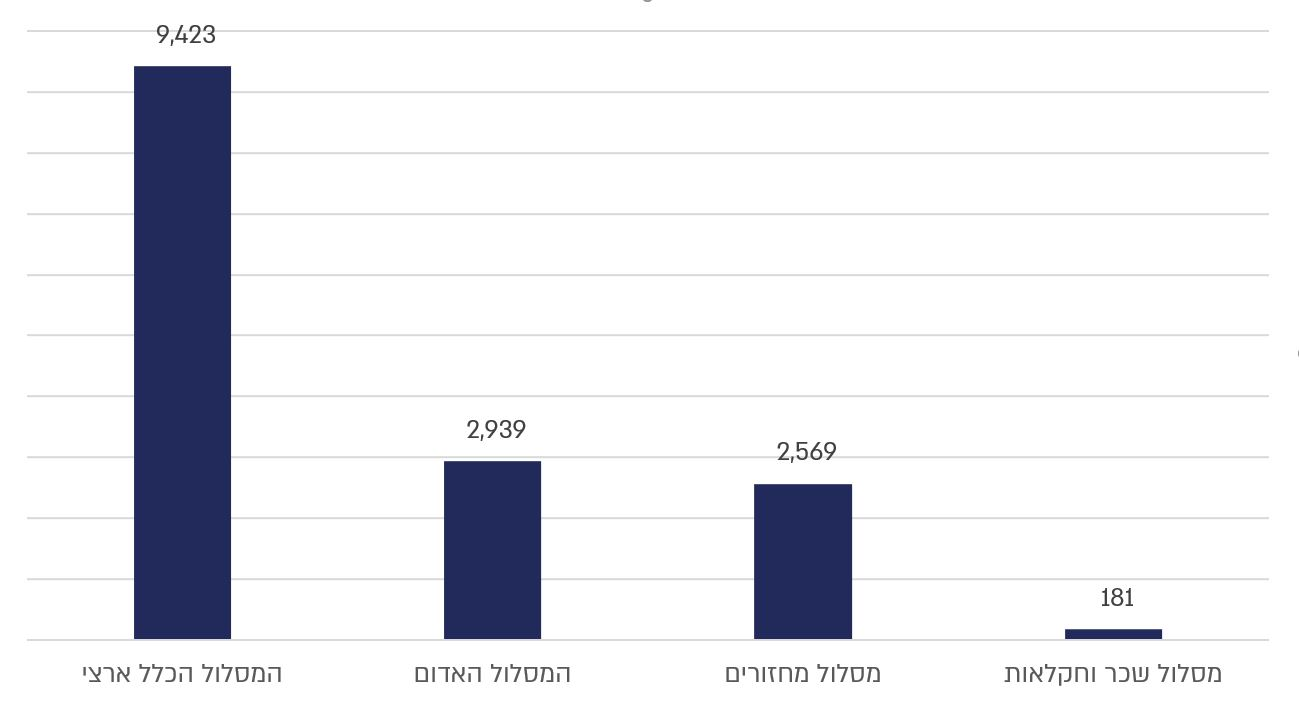 9,423
2,939
2,569
181
המסלול הכלל ארצי
המסלול האדום
מסלול מחזורים
מסלול שכר וחקלאות